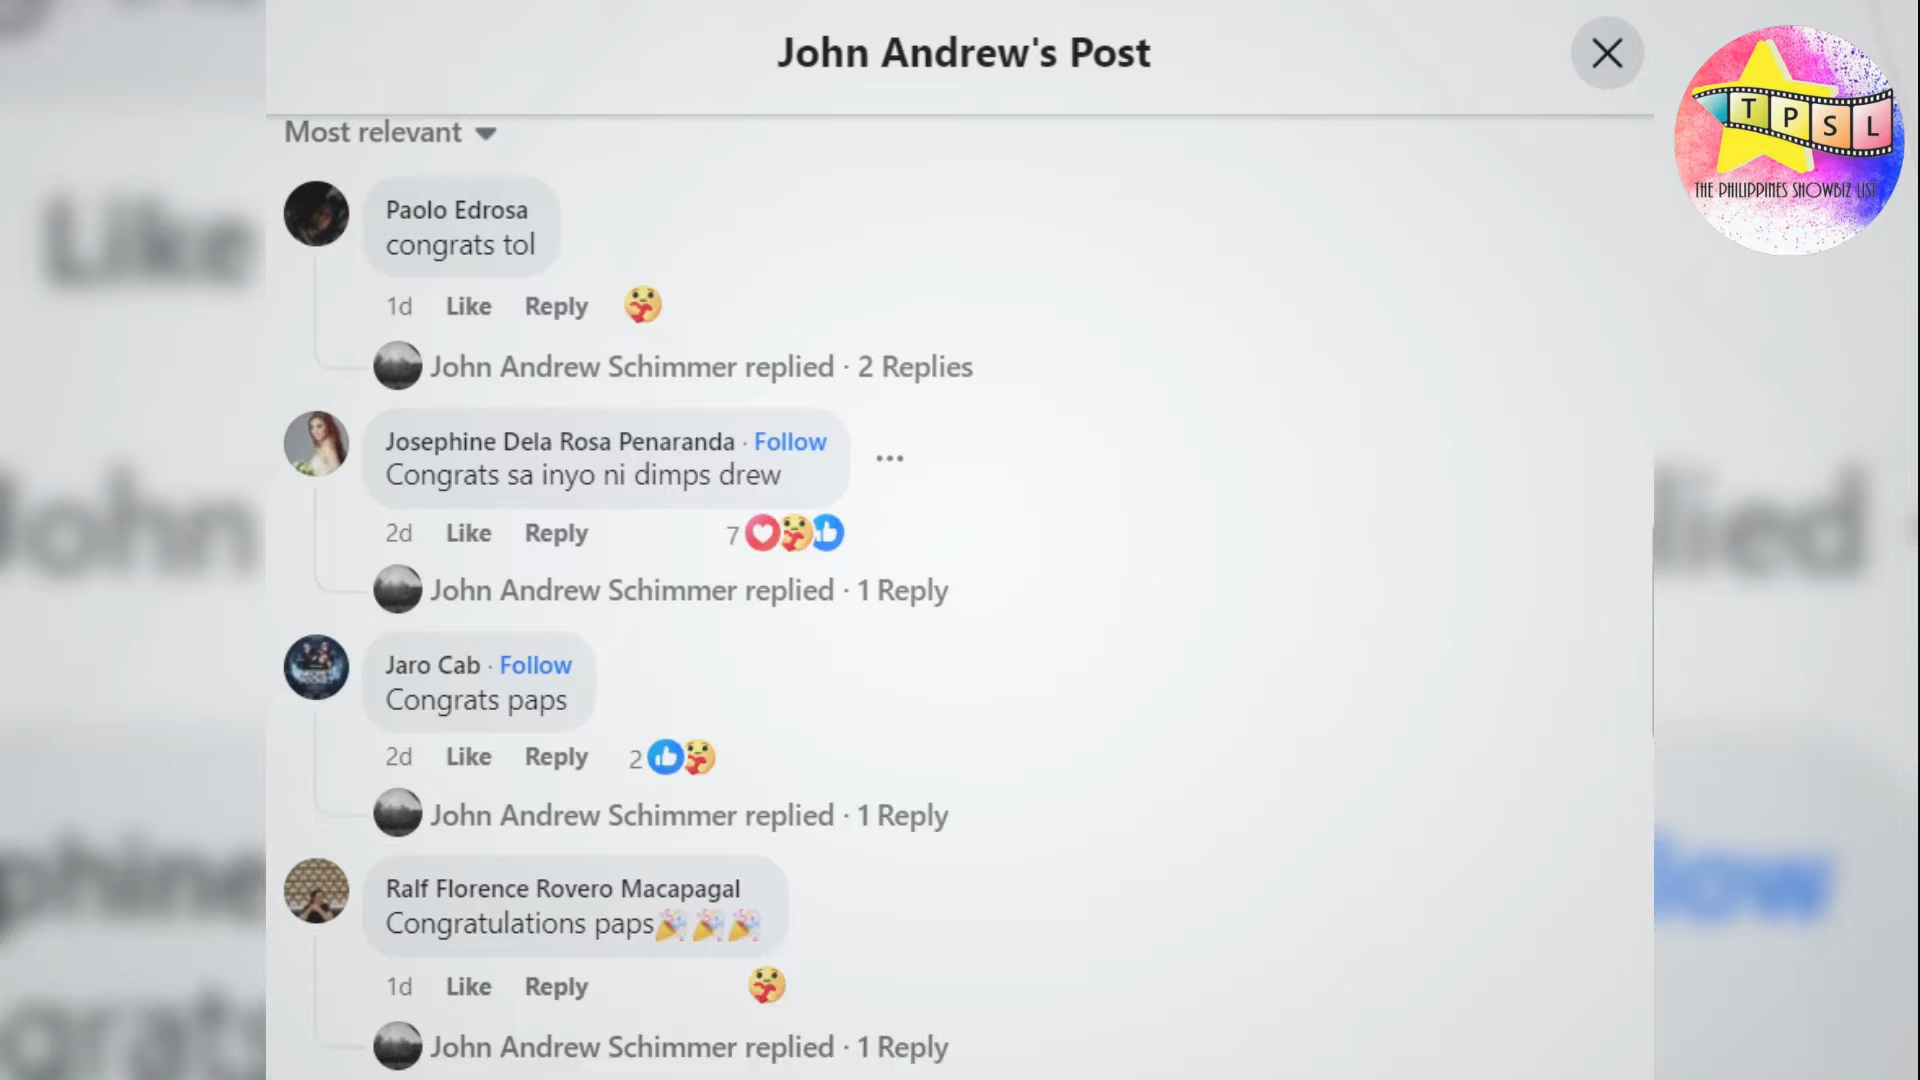 John Andrew's Post
T P S L
THE PHILIPPINES SHOWBIZ LIST
Most relevant
Paolo Edrosa
congrats tol
1d Like Reply
John Andrew Schimmer replied · 2 Replies
Josephine Dela Rosa Penaranda · Follow
Congrats sa inyo ni dimps drew
2d Like Reply 7
John Andrew Schimmer replied · 1 Reply
Jaro Cab · Follow
Congrats paps
2d Like Reply 2
John Andrew Schimmer replied · 1 Reply
Ralf Florence Rovero Macapagal
Congratulations paps🎉🎉🎉
1d Like Reply
John Andrew Schimmer replied · 1 Reply